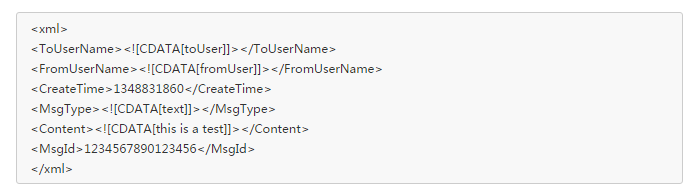 <xml>
<ToUserName><![CDATA[toUser]]></ToUserName>
<FromUserName><![CDATA[fromUser]]></FromUserName>
<CreateTime>1348831860</CreateTime>
<MsgType><![CDATA[text]]></MsgType>
<Content><![CDATA[this is a test]]></Content>
<MsgId>1234567890123456</MsgId>
</xml>